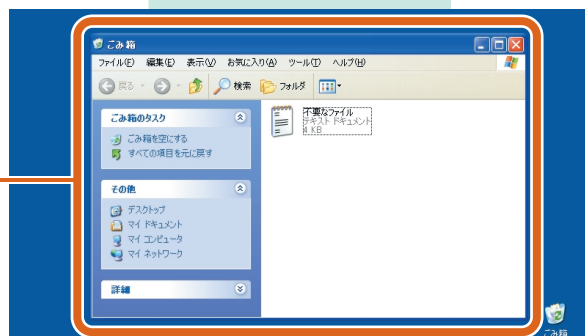 ごみ箱
ファイル(F) 編集(E) 表示(V) お気に入り(A) ツール(T) ヘルプ(H)
戻る 検索 フォルダ
ごみ箱のタスク
ごみ箱を空にする
すべての項目を元に戻す
その他
デスクトップ
マイ ドキュメント
マイ コンピュータ
マイ ネットワーク
詳細
不要なファイル
テキスト ドキュメント
4 KB
ごみ箱